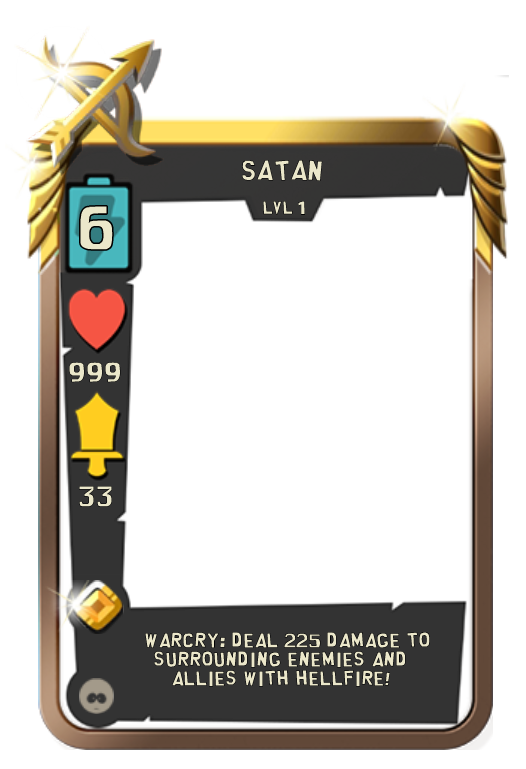 SATAN
LVL 1
6
999
33
WARCRY: DEAL 225 DAMAGE TO
SURROUNDING ENEMIES AND
ALLIES WITH HELLFIRE!